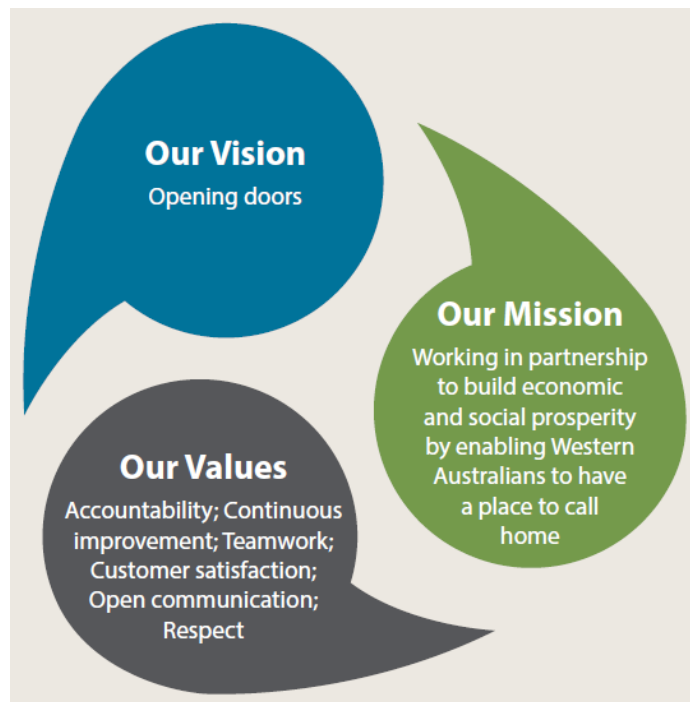 Our Vision
Opening doors
Our Mission
Working in partnership
to build economic
and social prosperity
by enabling Western
Australians to have
a place to call
home
Our Values
Accountability; Continuous
improvement; Teamwork;
Customer satisfaction;
Open communication;
Respect